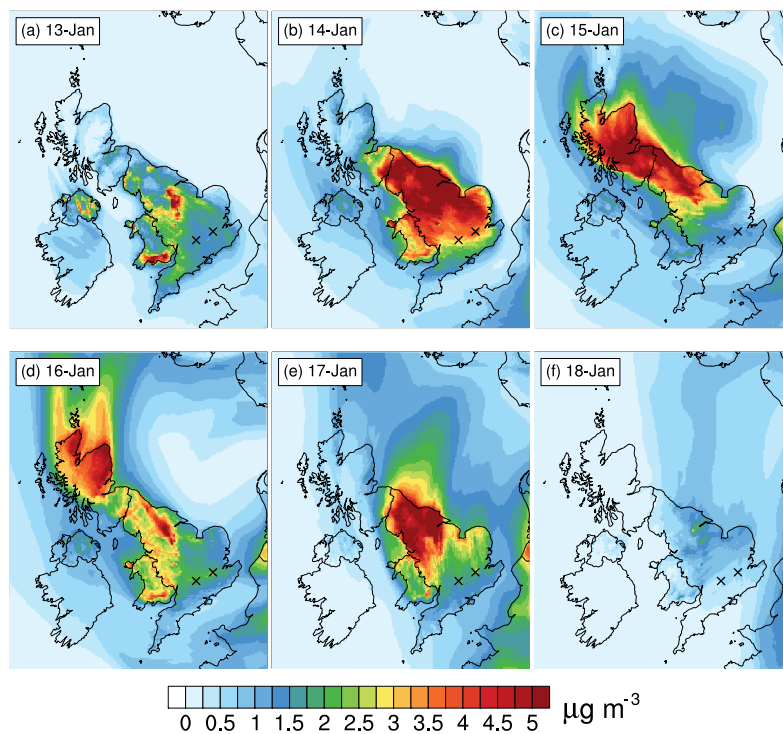 (a) 13-Jan
(b) 14-Jan
(c) 15-Jan
(d) 16-Jan
(e) 17-Jan
(f) 18-Jan
0 0.5 1 1.5 2 2.5 3 3.5 4 4.5 5
μg m⁻³